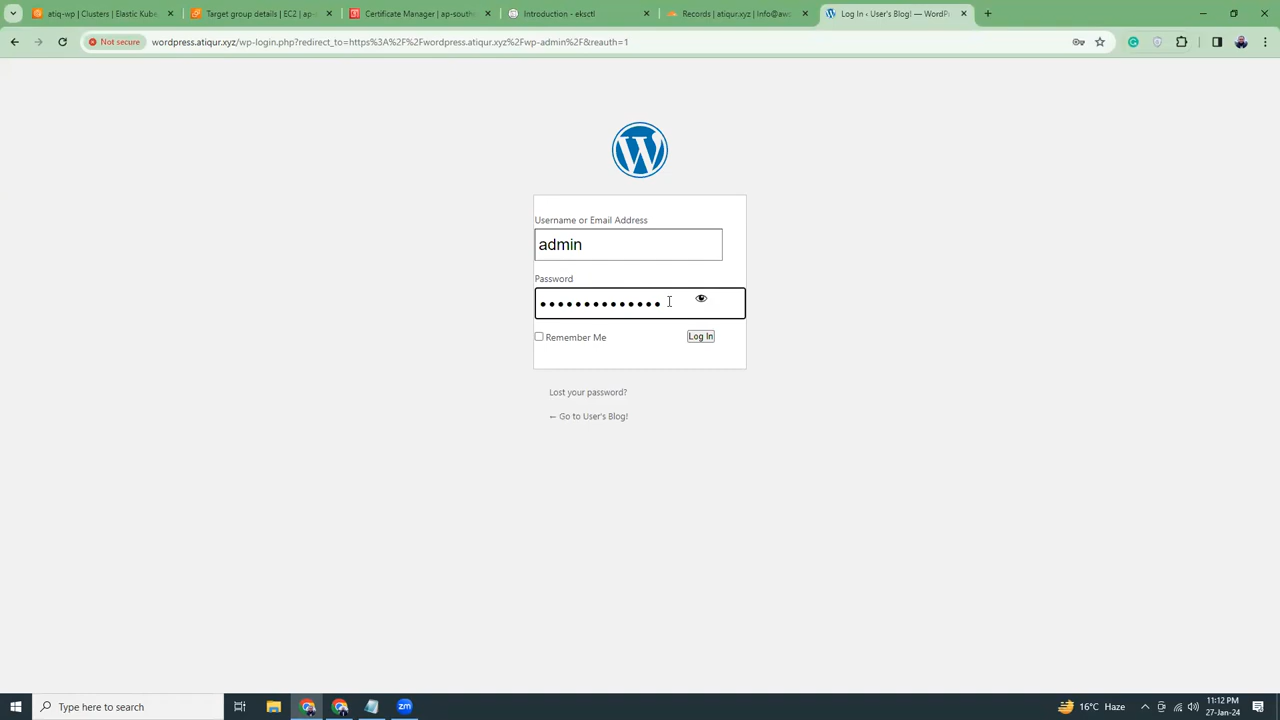 atiq-wp | Clusters | Elastic Kube
Target group details | EC2 | ap-
Certificate Manager | ap-south
Introduction - eksctl
Records | atiqur.xyz | Info@aw
Log In ‹ User's Blog! — WordPr
Not secure
wordpress.atiqur.xyz/wp-login.php?redirect_to=https%3A%2F%2Fwordpress.atiqur.xyz%2Fwp-admin%2F&reauth=1
Username or Email Address
admin
Password
••••••••••••••
Remember Me
Log In
Lost your password?
← Go to User's Blog!
Type here to search
16°C Haze
11:12 PM
27-Jan-24